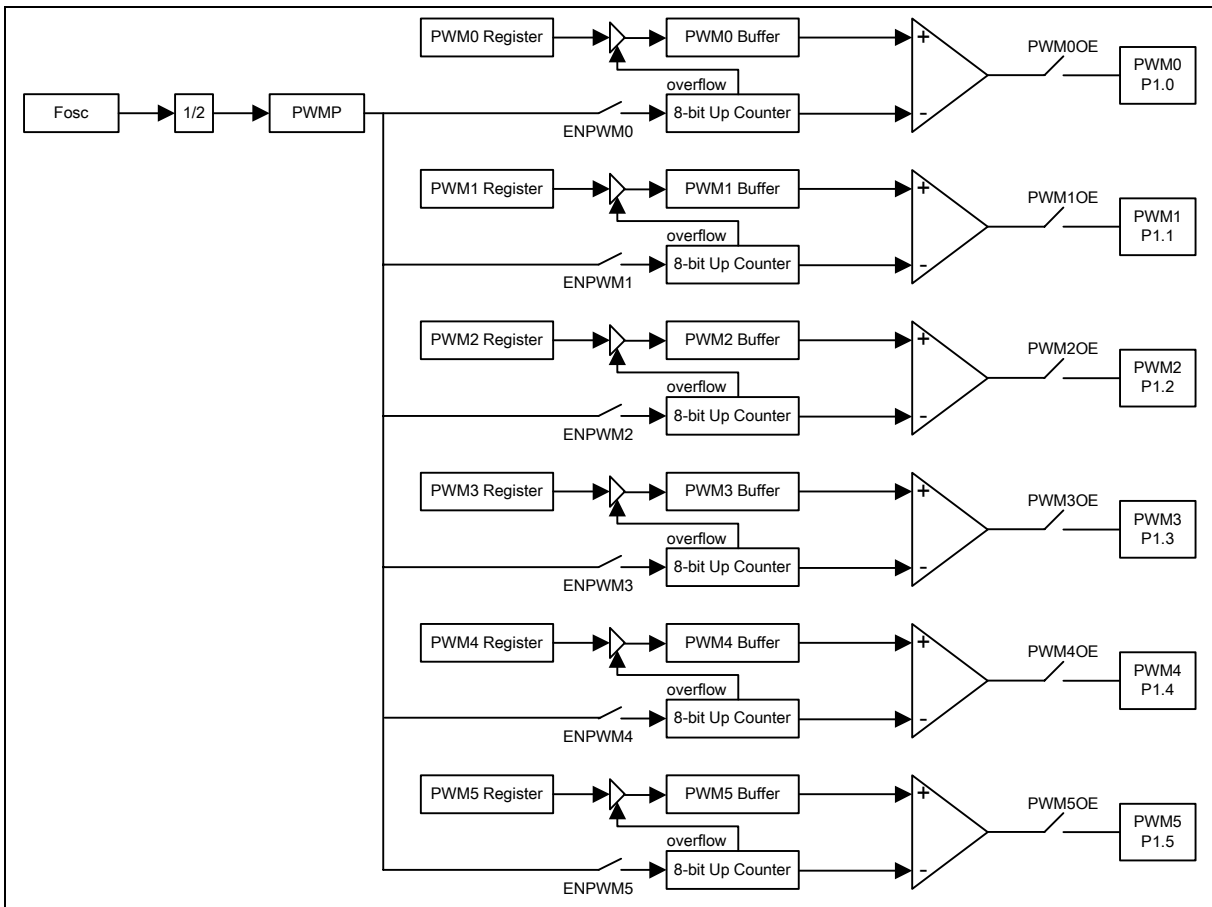 PWM0 Register
PWM0 Buffer
+
PWM0OE
PWM0
P1.0
overflow
Fosc
1/2
PWMP
ENPWM0
8-bit Up Counter
-
PWM1 Register
PWM1 Buffer
+
PWM1OE
PWM1
P1.1
overflow
ENPWM1
8-bit Up Counter
-
PWM2 Register
PWM2 Buffer
+
PWM2OE
PWM2
P1.2
overflow
ENPWM2
8-bit Up Counter
-
PWM3 Register
PWM3 Buffer
+
PWM3OE
PWM3
P1.3
overflow
ENPWM3
8-bit Up Counter
-
PWM4 Register
PWM4 Buffer
+
PWM4OE
PWM4
P1.4
overflow
ENPWM4
8-bit Up Counter
-
PWM5 Register
PWM5 Buffer
+
PWM5OE
PWM5
P1.5
overflow
ENPWM5
8-bit Up Counter
-